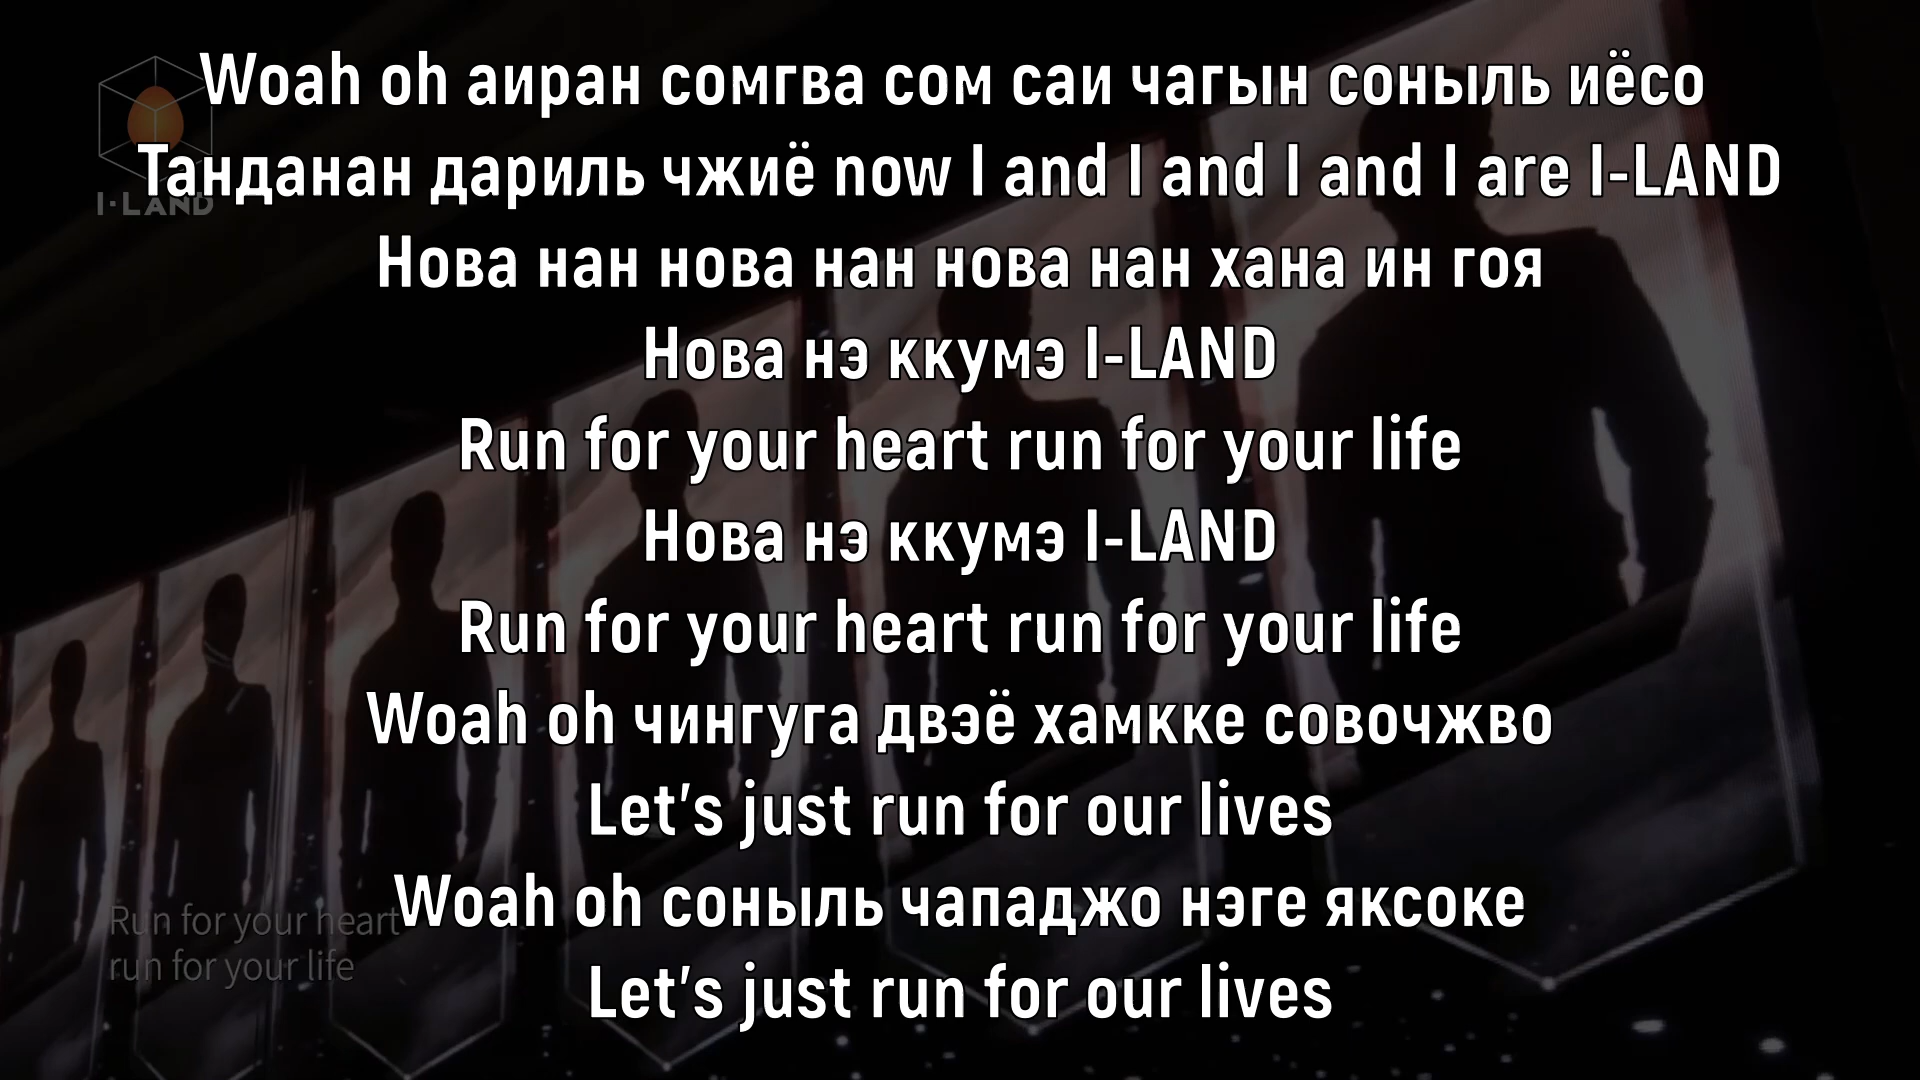 Woah oh аиран сомгва сом саи чагын соныль иёсо
Танданан дариль чжиё now I and I and I and I are I-LAND
I·LAND
Нова нан нова нан нова нан хана ин гоя
Нова нэ ккумэ I-LAND
Run for your heart run for your life
Нова нэ ккумэ I-LAND
Run for your heart run for your life
Woah oh чингуга двэё хамкке совочжво
Let's just run for our lives
Woah oh соныль чападжо нэге яксоке
Let's just run for our lives
Run for your heart
run for your life